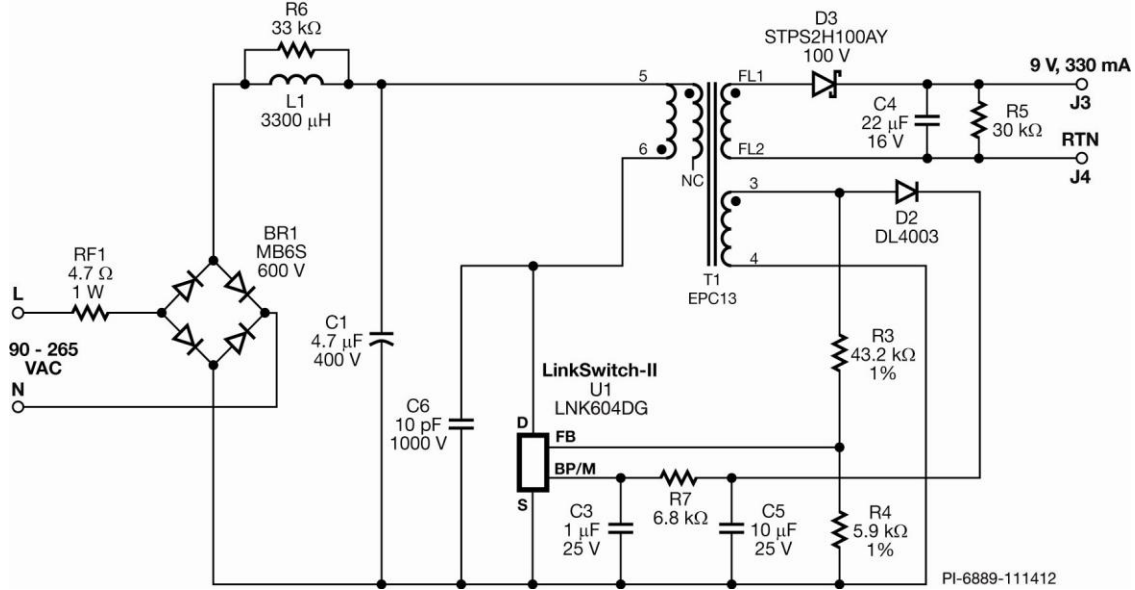 R6
33 kΩ
L1
3300 μH
D3
STPS2H100AY
100 V
5
6
NC
FL1
FL2
3
4
T1
EPC13
9 V, 330 mA
J3
C4
22 μF
16 V
R5
30 kΩ
RTN
J4
D2
DL4003
BR1
MB6S
600 V
RF1
4.7 Ω
1 W
L
90 - 265
VAC
N
C1
4.7 μF
400 V
C6
10 pF
1000 V
LinkSwitch-II
U1
LNK604DG
D
FB
BP/M
S
R3
43.2 kΩ
1%
C3
1 μF
25 V
R7
6.8 kΩ
C5
10 μF
25 V
R4
5.9 kΩ
1%
PI-6889-111412